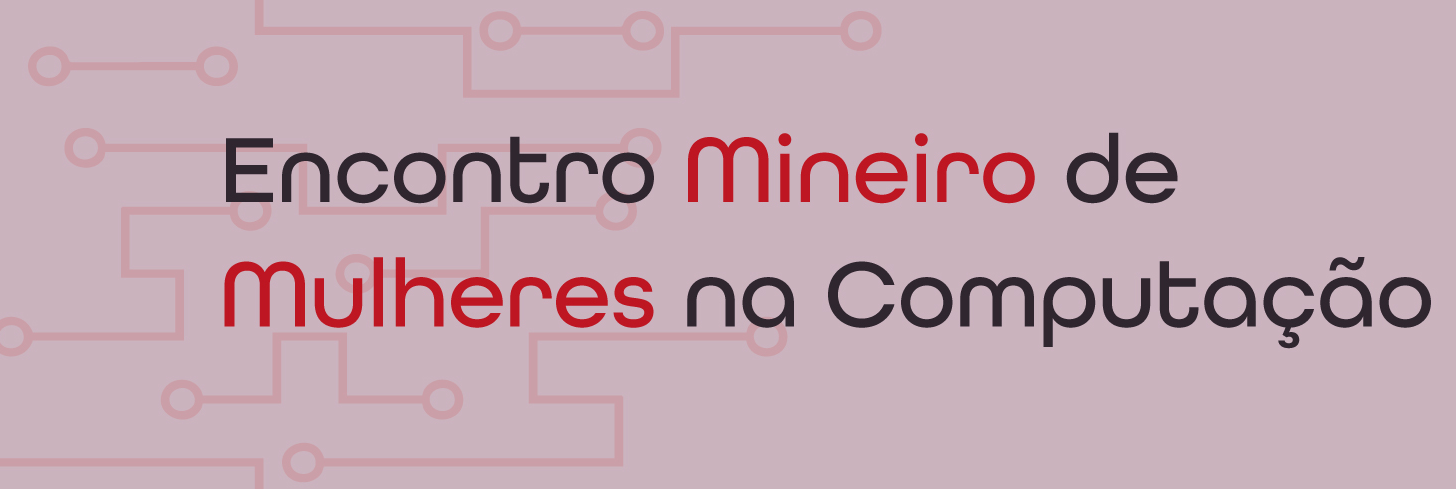 Encontro Mineiro de
Mulheres na Computação